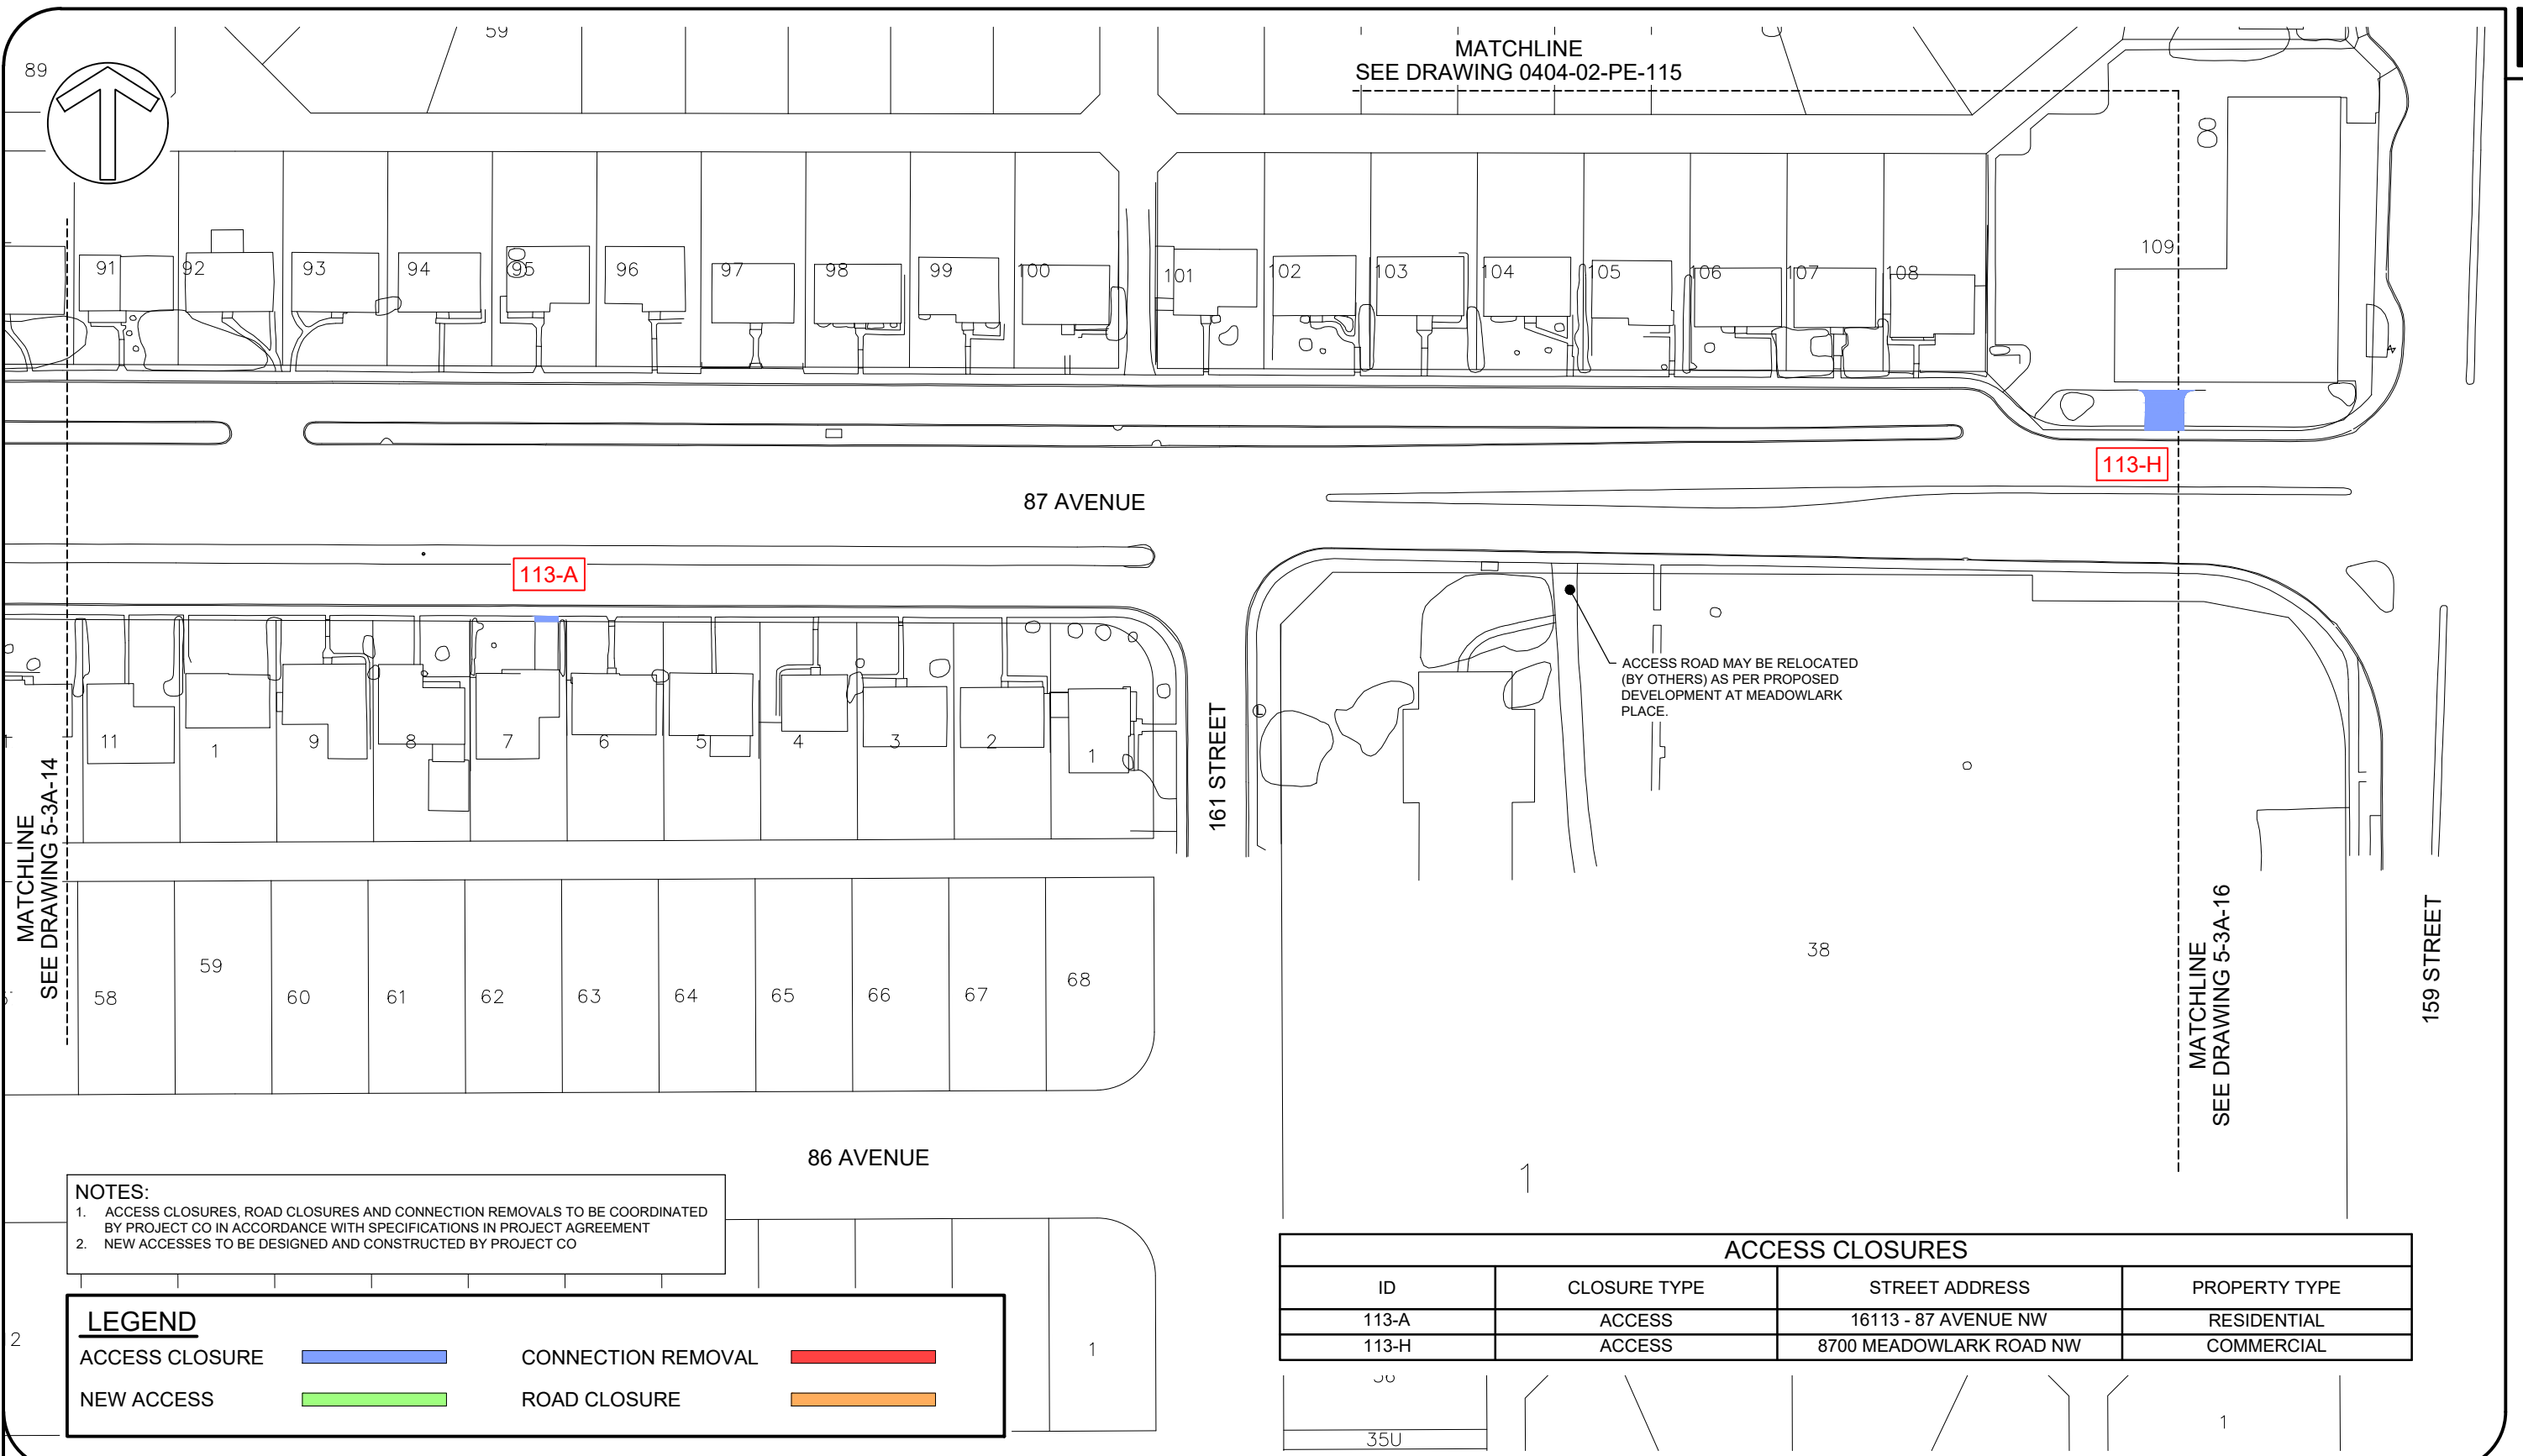 59
89
MATCHLINE
SEE DRAWING 0404-02-PE-115
91
92
93
94
95
96
97
98
99
100
101
102
103
104
105
106
107
108
109
113-H
87 AVENUE
113-A
ACCESS ROAD MAY BE RELOCATED
(BY OTHERS) AS PER PROPOSED
DEVELOPMENT AT MEADOWLARK
PLACE.
11
1
9
8
7
6
5
4
3
2
1
161 STREET
MATCHLINE
SEE DRAWING 5-3A-14
58
59
60
61
62
63
64
65
66
67
68
38
1
MATCHLINE
SEE DRAWING 5-3A-16
159 STREET
86 AVENUE
NOTES:
1. ACCESS CLOSURES, ROAD CLOSURES AND CONNECTION REMOVALS TO BE COORDINATED
BY PROJECT CO IN ACCORDANCE WITH SPECIFICATIONS IN PROJECT AGREEMENT
2. NEW ACCESSES TO BE DESIGNED AND CONSTRUCTED BY PROJECT CO
2
LEGEND
ACCESS CLOSURE
CONNECTION REMOVAL
NEW ACCESS
ROAD CLOSURE
1
ACCESS CLOSURES
ID CLOSURE TYPE STREET ADDRESS PROPERTY TYPE
113-A ACCESS 16113 - 87 AVENUE NW RESIDENTIAL
113-H ACCESS 8700 MEADOWLARK ROAD NW COMMERCIAL
35U
1